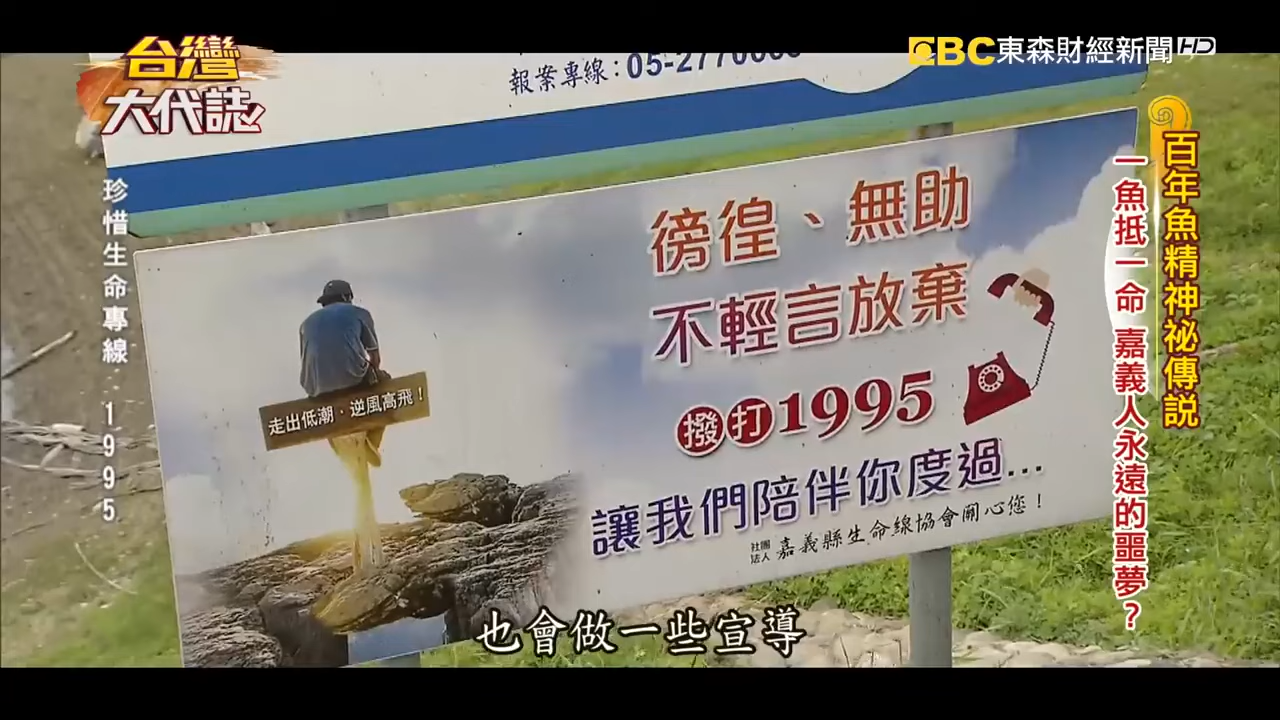 台灣
大代誌
EBC東森財經新聞HD
報案專線：05-27700
徬徨、無助
不輕言放棄
撥打1995
讓我們陪伴你度過...
社團法人 嘉義縣生命線協會關心您！
走出低潮．逆風高飛！
珍惜生命專線：1995
百年魚精神祕傳說
一魚抵一命 嘉義人永遠的噩夢？
也會做一些宣導